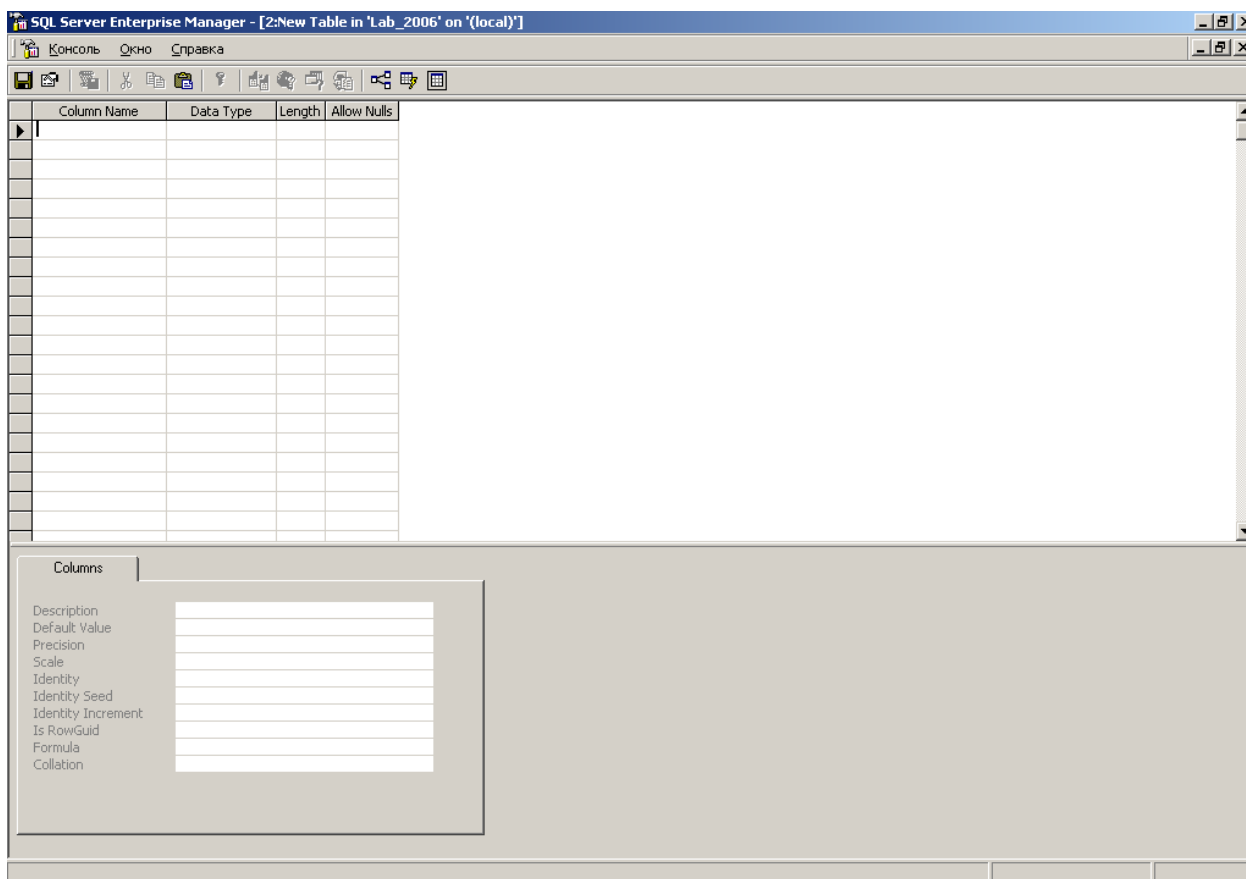 SQL Server Enterprise Manager - [2:New Table in 'Lab_2006' on '(local)']
Консоль Окно Справка
Column Name Data Type Length Allow Nulls
Columns
Description
Default Value
Precision
Scale
Identity
Identity Seed
Identity Increment
Is RowGuid
Formula
Collation